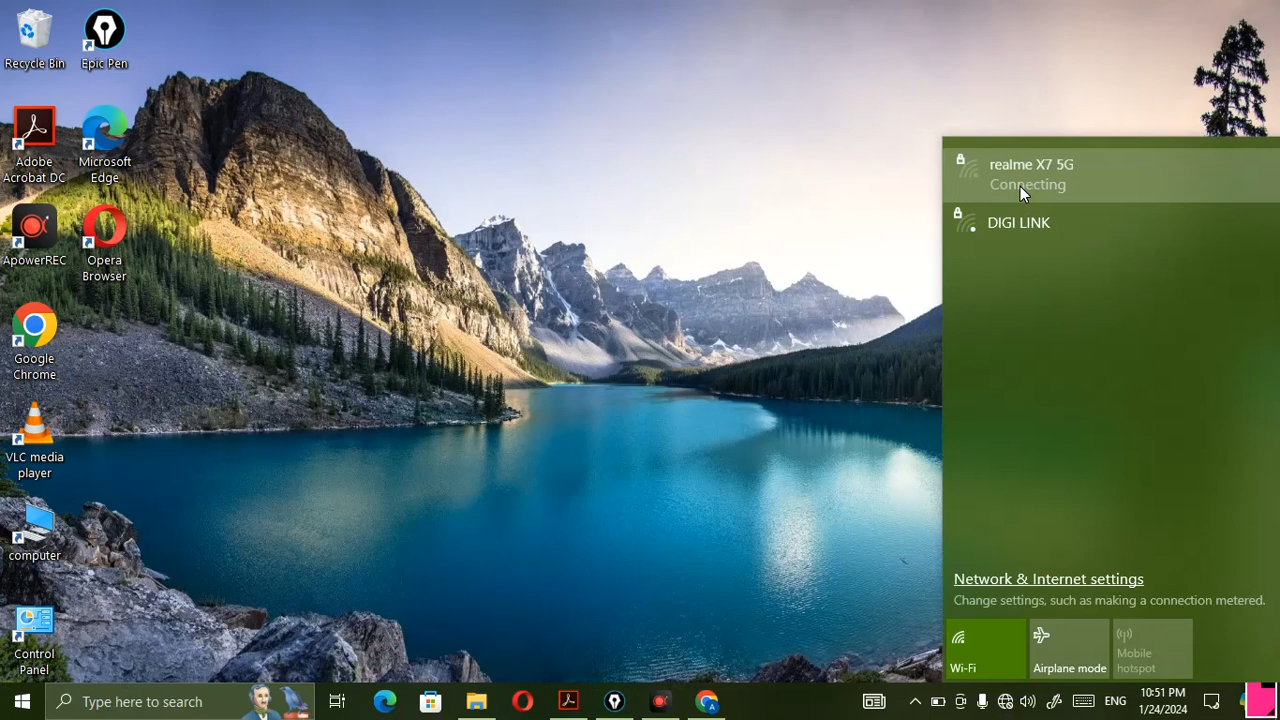 Recycle Bin
Epic Pen
Adobe
Acrobat DC
Microsoft
Edge
ApowerREC
Opera
Browser
Google
Chrome
VLC media
player
computer
Control
Panel
realme X7 5G
Connecting
DIGI LINK
Network & Internet settings
Change settings, such as making a connection metered.
Wi-Fi
Airplane mode
Mobile
hotspot
Type here to search
ENG
10:51 PM
1/24/2024